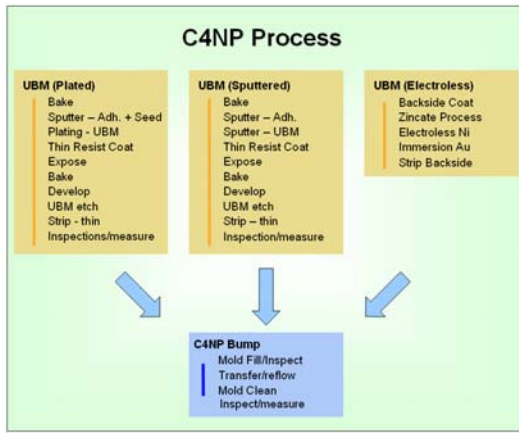 C4NP Process
UBM (Plated)
Bake
Sputter – Adh. + Seed
Plating - UBM
Thin Resist Coat
Expose
Bake
Develop
UBM etch
Strip - thin
Inspections/measure
UBM (Sputtered)
Bake
Sputter – Adh.
Sputter – UBM
Thin Resist Coat
Expose
Bake
Develop
UBM etch
Strip – thin
Inspection/measure
UBM (Electroless)
Backside Coat
Zincate Process
Electroless Ni
Immersion Au
Strip Backside
C4NP Bump
Mold Fill/Inspect
Transfer/reflow
Mold Clean
Inspect/measure